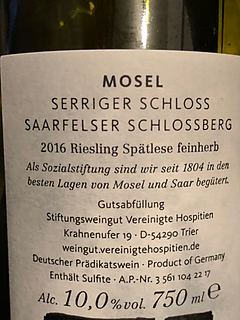 MOSEL
SERRIGER SCHLOSS
SAARFELSER SCHLOSSBERG
2016 Riesling Spätlese feinherb
Als Sozialstiftung sind wir seit 1804 in den
besten Lagen von Mosel und Saar begütert.
Gutsabfüllung
Stiftungsweingut Vereinigte Hospitien
Krahnenufer 19 · D-54290 Trier
weingut.vereinigtehospitien.de
Deutscher Prädikatswein · Product of Germany
Enthält Sulfite · A.P.-Nr. 3 561 104 22 17
Alc. 10,0 % vol. 750 ml e